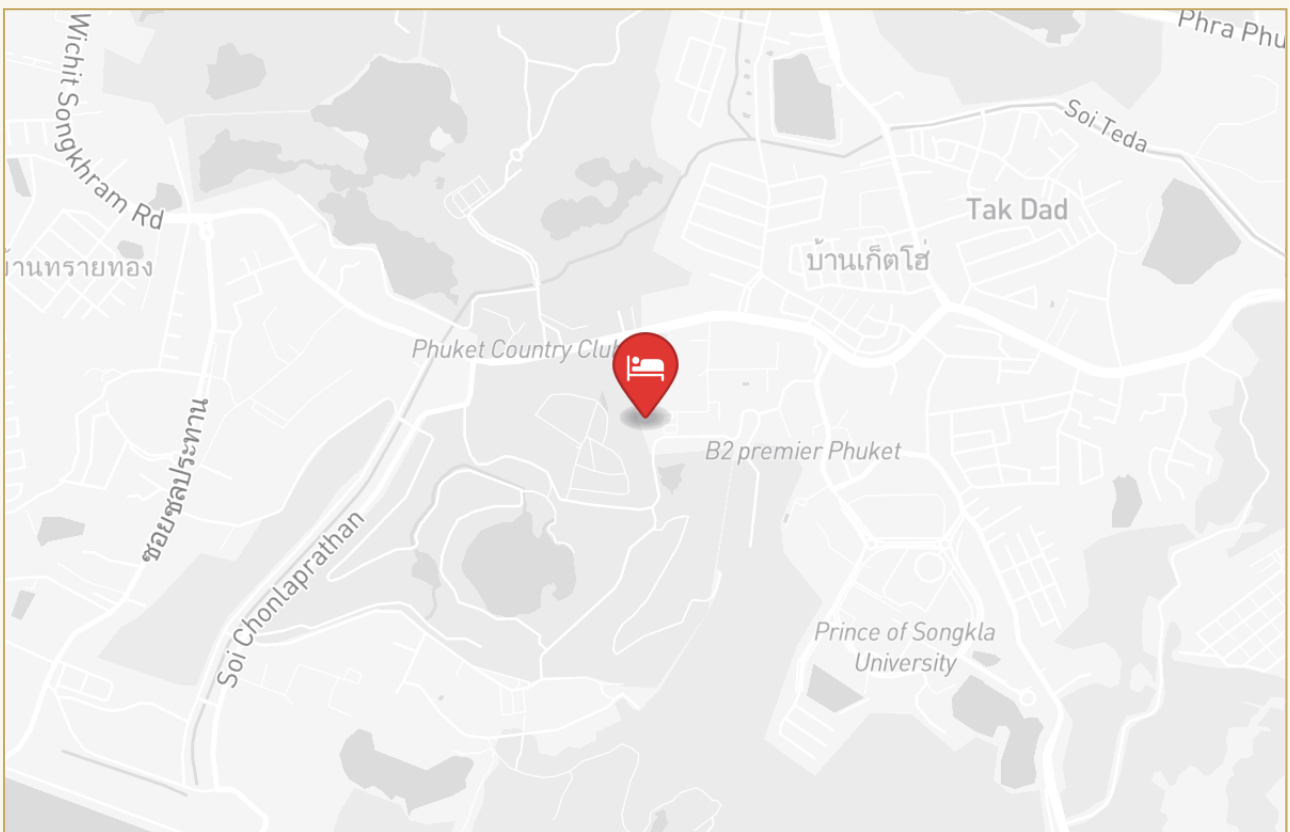 Wichit Songkhram Rd
Phra Phu
Soi Teda
Tak Dad
บ้านเก็ตโฮ่
บ้านทรายทอง
Phuket Country Club
B2 premier Phuket
ซอยชลประทาน
Soi Chonlaprathan
Prince of Songkla
University